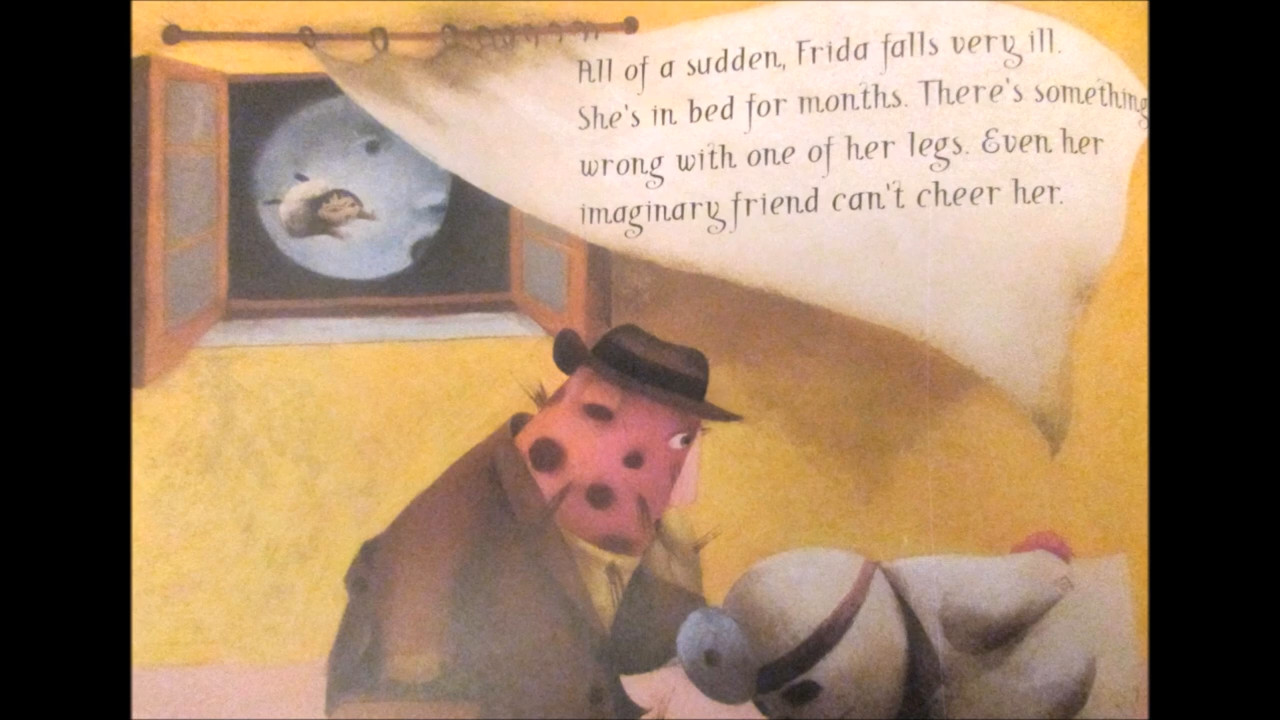 All of a sudden, Frida falls very ill.
She's in bed for months. There's something
wrong with one of her legs. Even her
imaginary friend can't cheer her.